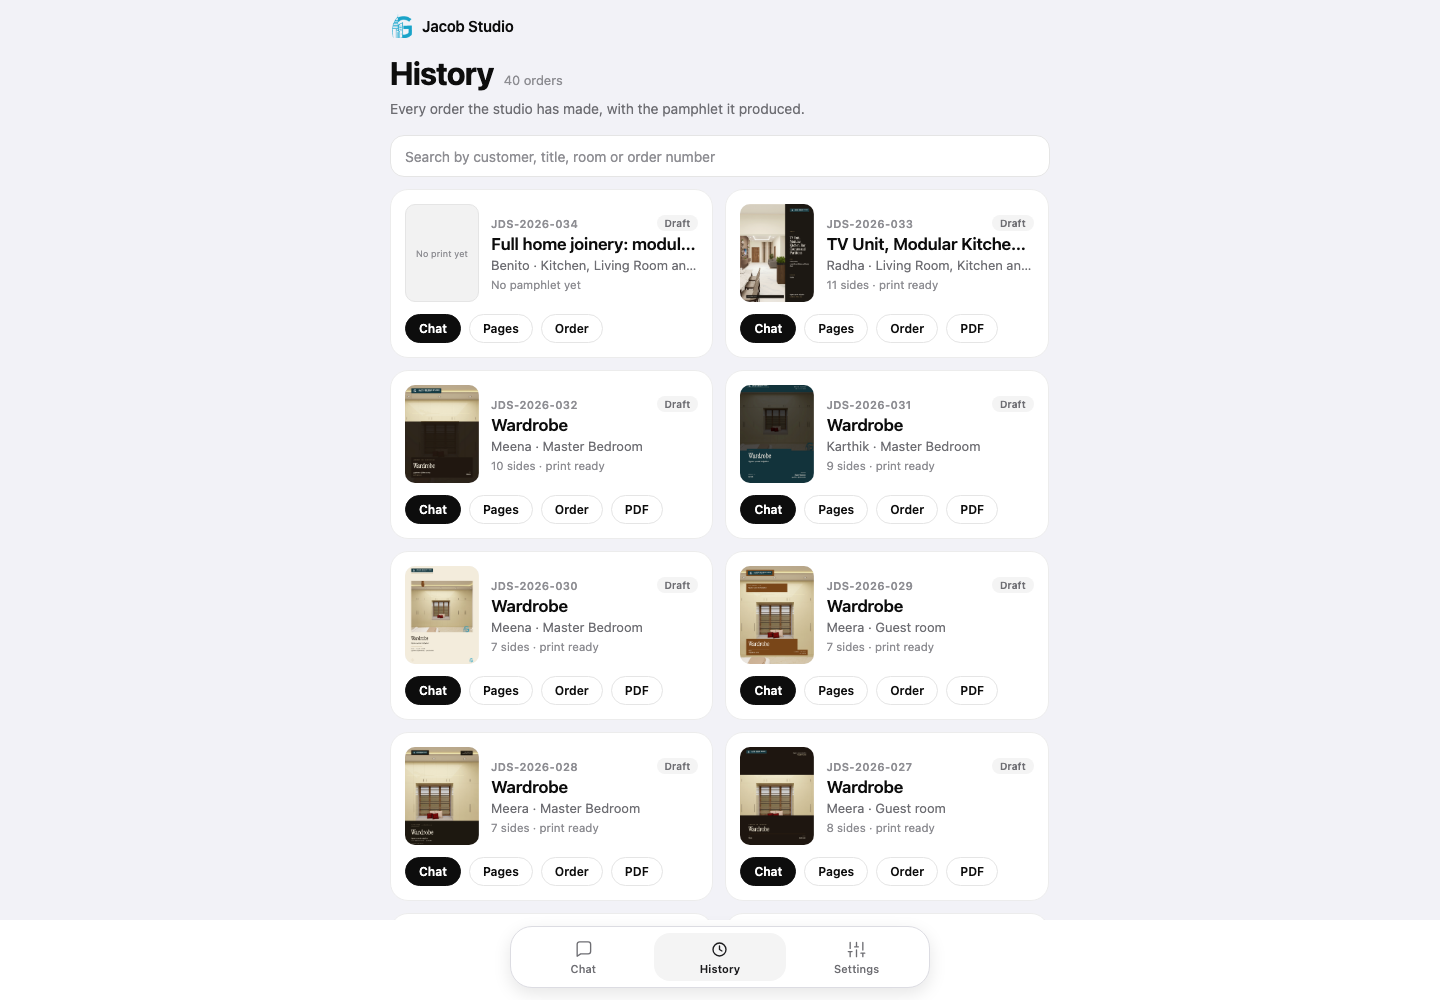 Jacob Studio
History 40 orders
Every order the studio has made, with the pamphlet it produced.
Search by customer, title, room or order number
No print yet
JDS-2026-034 Draft
Full home joinery: modul...
Benito · Kitchen, Living Room an...
No pamphlet yet
Chat Pages Order
JDS-2026-033 Draft
TV Unit, Modular Kitche...
Radha · Living Room, Kitchen an...
11 sides · print ready
Chat Pages Order PDF
Wardrobe
JDS-2026-032 Draft
Wardrobe
Meena · Master Bedroom
10 sides · print ready
Chat Pages Order PDF
Wardrobe
JDS-2026-031 Draft
Wardrobe
Karthik · Master Bedroom
9 sides · print ready
Chat Pages Order PDF
Wardrobe
JDS-2026-030 Draft
Wardrobe
Meena · Master Bedroom
7 sides · print ready
Chat Pages Order PDF
Wardrobe
JDS-2026-029 Draft
Wardrobe
Meera · Guest room
7 sides · print ready
Chat Pages Order PDF
Wardrobe
JDS-2026-028 Draft
Wardrobe
Meera · Master Bedroom
7 sides · print ready
Chat Pages Order PDF
Wardrobe
JDS-2026-027 Draft
Wardrobe
Meera · Guest room
8 sides · print ready
Chat Pages Order PDF
Chat History Settings